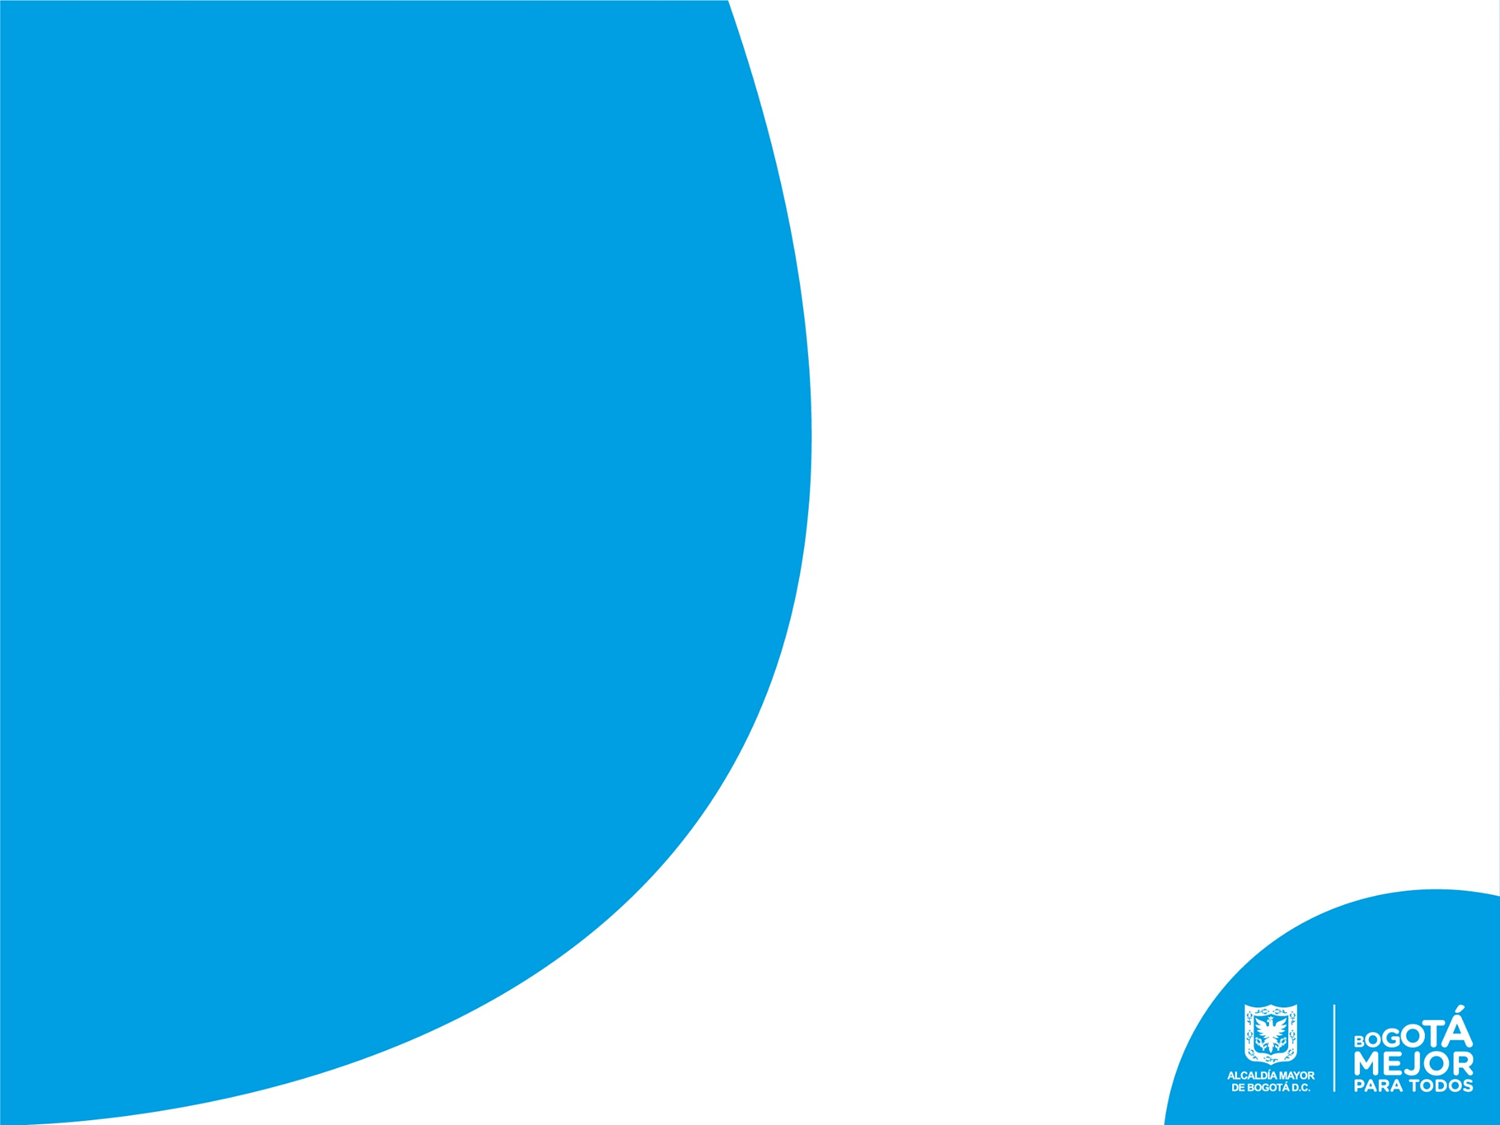 ALCALDÍA MAYOR
DE BOGOTÁ D.C.
BOGOTÁ
MEJOR
PARA TODOS